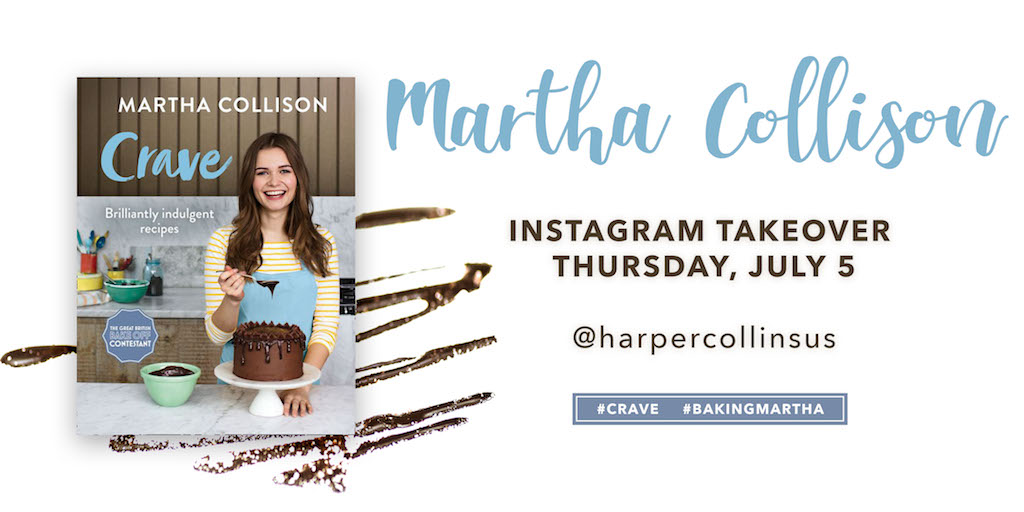 MARTHA COLLISON
Crave
Brilliantly indulgent
recipes
THE GREAT BRITISH
BAKE OFF
CONTESTANT
Martha Collison
INSTAGRAM TAKEOVER
THURSDAY, JULY 5
@harpercollinsus
#CRAVE #BAKINGMARTHA